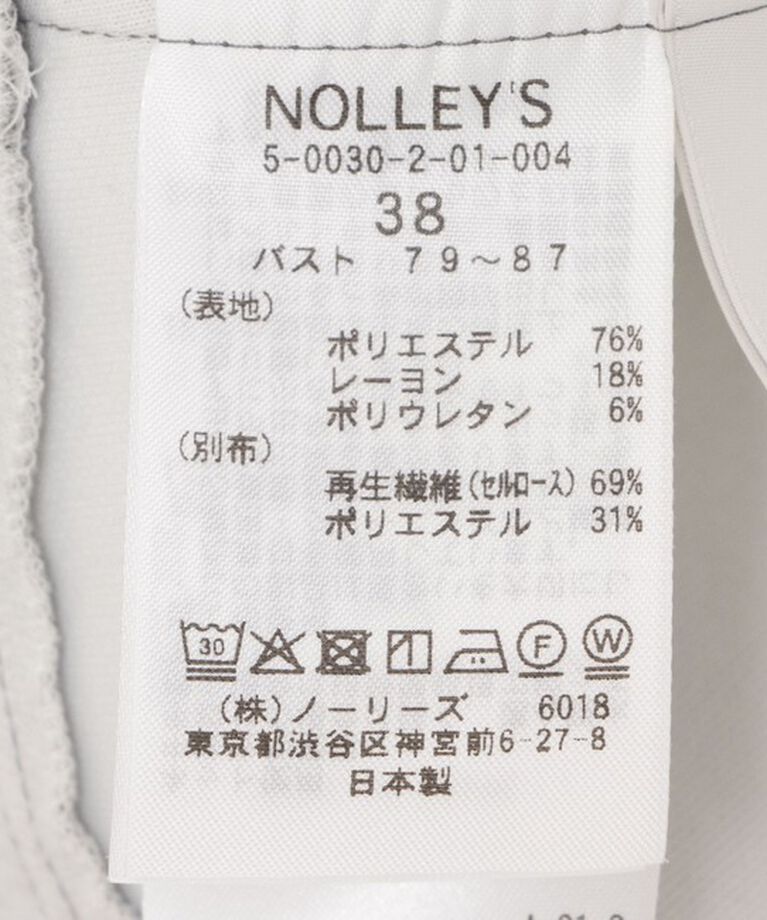 NOLLEY'S
5-0030-2-01-004
38
バスト 79～87
(表地)
ポリエステル 76%
レーヨン 18%
ポリウレタン 6%
(別布)
再生繊維(ｾﾙﾛｰｽ) 69%
ポリエステル 31%
30 F W
(株)ノーリーズ 6018
東京都渋谷区神宮前6-27-8
日本製